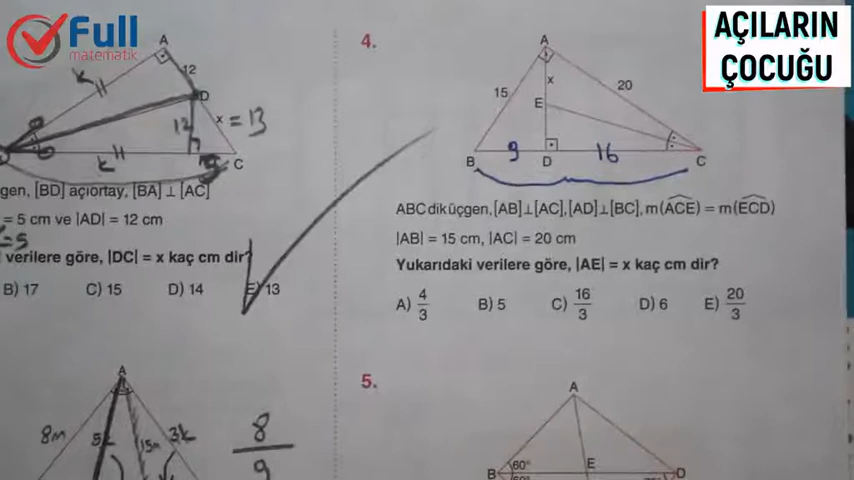 Full
matematik
AÇILARIN
ÇOCUĞU
A
12
K
D
x = 13
12
K
C
gen, [BD] açıortay, [BA] ⊥ [AC]
= 5 cm ve |AD| = 12 cm
verilere göre, |DC| = x kaç cm dir?
B) 17 C) 15 D) 14 E) 13
A
8m
5k
15m
3k
8
9
4.
A
15
x
20
E
B
9
D
16
C
ABC dik üçgen, [AB]⊥[AC], [AD]⊥[BC], m(ACE) = m(ECD)
|AB| = 15 cm, |AC| = 20 cm
Yukarıdaki verilere göre, |AE| = x kaç cm dir?
A) 4/3 B) 5 C) 16/3 D) 6 E) 20/3
5.
A
B
60°
E
D